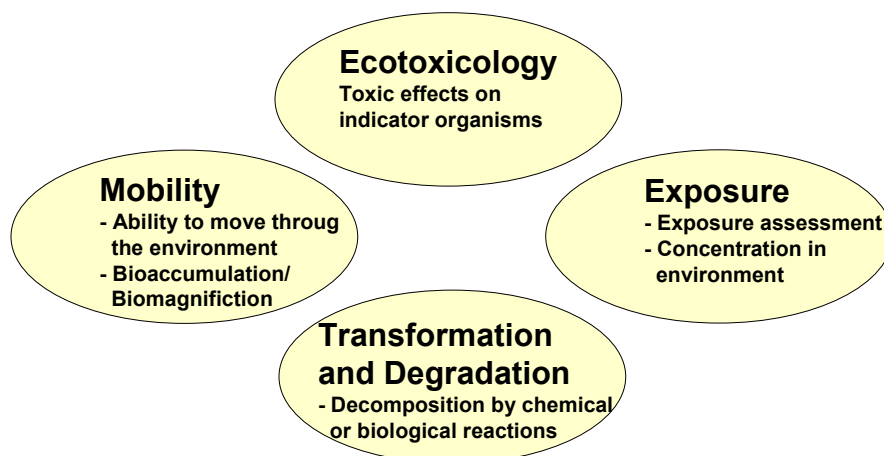 Ecotoxicology
Toxic effects on
indicator organisms
Mobility
- Ability to move throug
the environment
- Bioaccumulation/
Biomagnifiction
Exposure
- Exposure assessment
- Concentration in
environment
Transformation
and Degradation
- Decomposition by chemical
or biological reactions